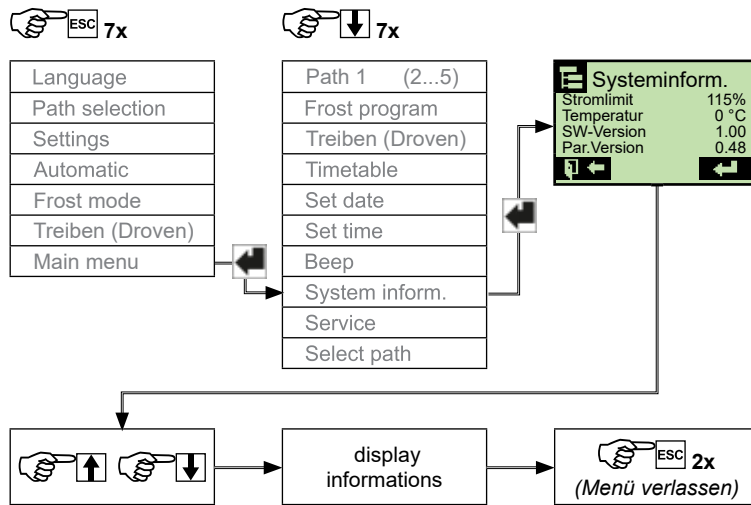 ESC 7x
7x
Language
Path selection
Settings
Automatic
Frost mode
Treiben (Droven)
Main menu
Path 1 (2...5)
Frost program
Treiben (Droven)
Timetable
Set date
Set time
Beep
System inform.
Service
Select path
Systeminform.
Stromlimit 115%
Temperatur 0 °C
SW-Version 1.00
Par.Version 0.48
display
informations
ESC 2x
(Menü verlassen)